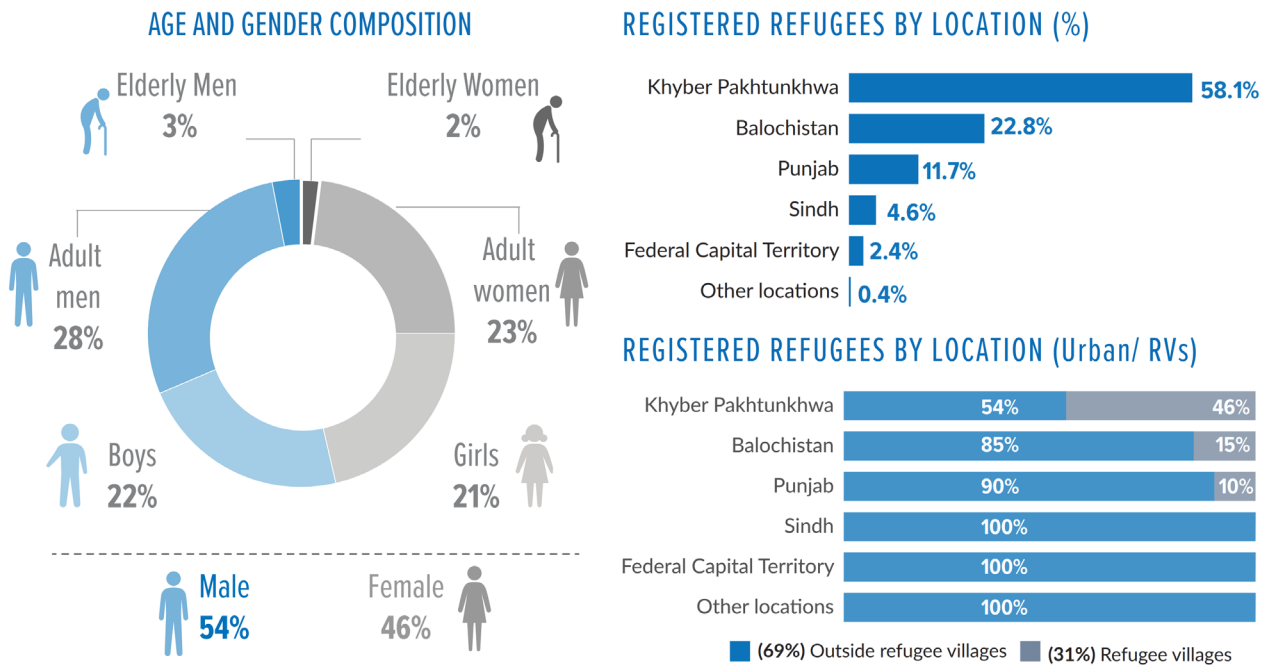 AGE AND GENDER COMPOSITION
Elderly Men
3%
Elderly Women
2%
Adult
men
28%
Adult
women
23%
Boys
22%
Girls
21%
Male
54%
Female
46%
REGISTERED REFUGEES BY LOCATION (%)
Khyber Pakhtunkhwa 58.1%
Balochistan 22.8%
Punjab 11.7%
Sindh 4.6%
Federal Capital Territory 2.4%
Other locations 0.4%
REGISTERED REFUGEES BY LOCATION (Urban/ RVs)
Khyber Pakhtunkhwa 54% 46%
Balochistan 85% 15%
Punjab 90% 10%
Sindh 100%
Federal Capital Territory 100%
Other locations 100%
(69%) Outside refugee villages (31%) Refugee villages